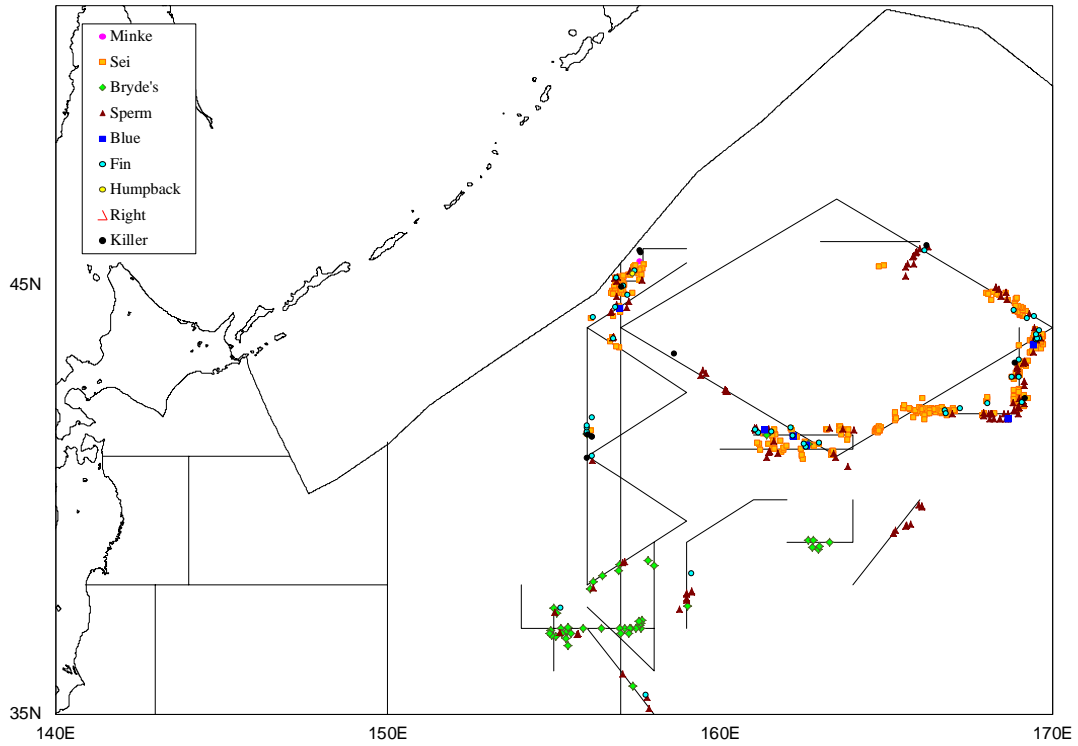 Minke
Sei
Bryde's
Sperm
Blue
Fin
Humpback
Right
Killer
45N
35N
140E 150E 160E 170E